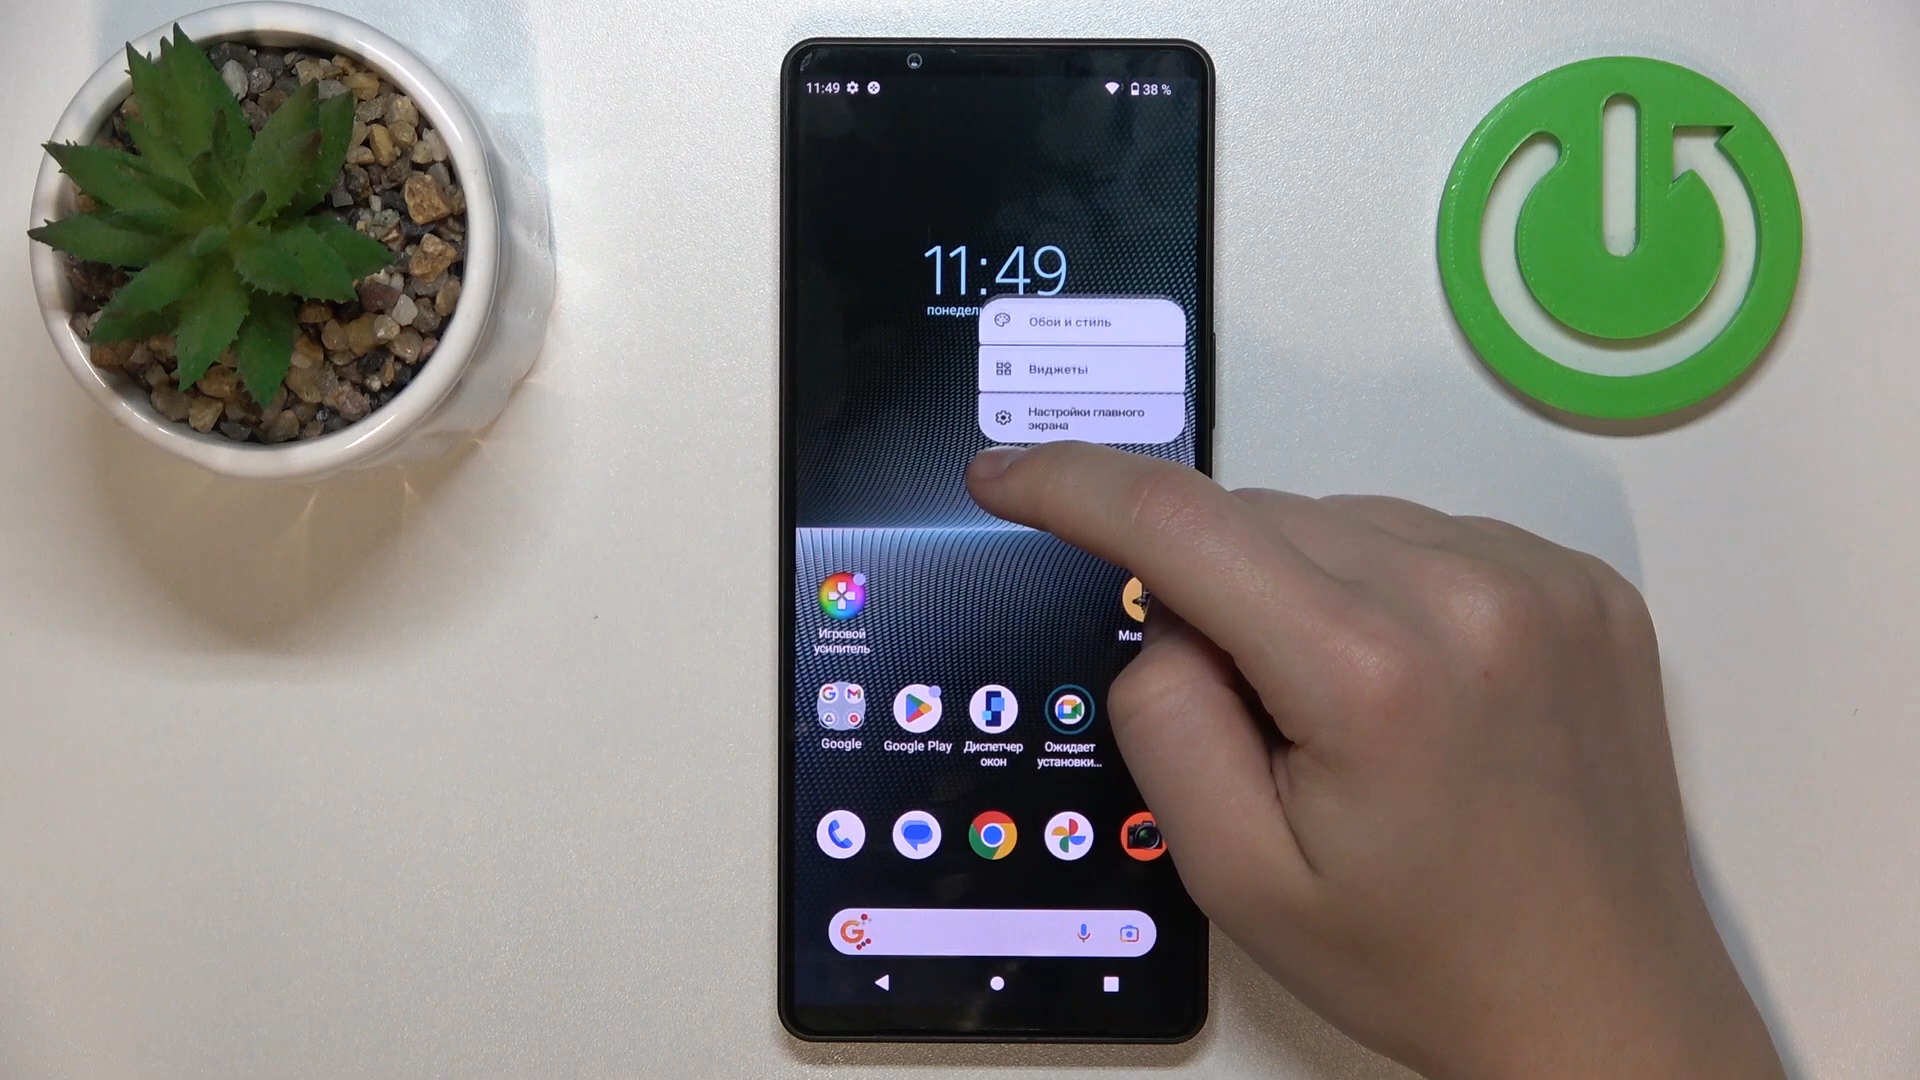 11:49
38 %
11:49
понедел
Обои и стиль
Виджеты
Настройки главного
экрана
Игровой
усилитель
Mus
Google
Google Play
Диспетчер
окон
Ожидает
установки...